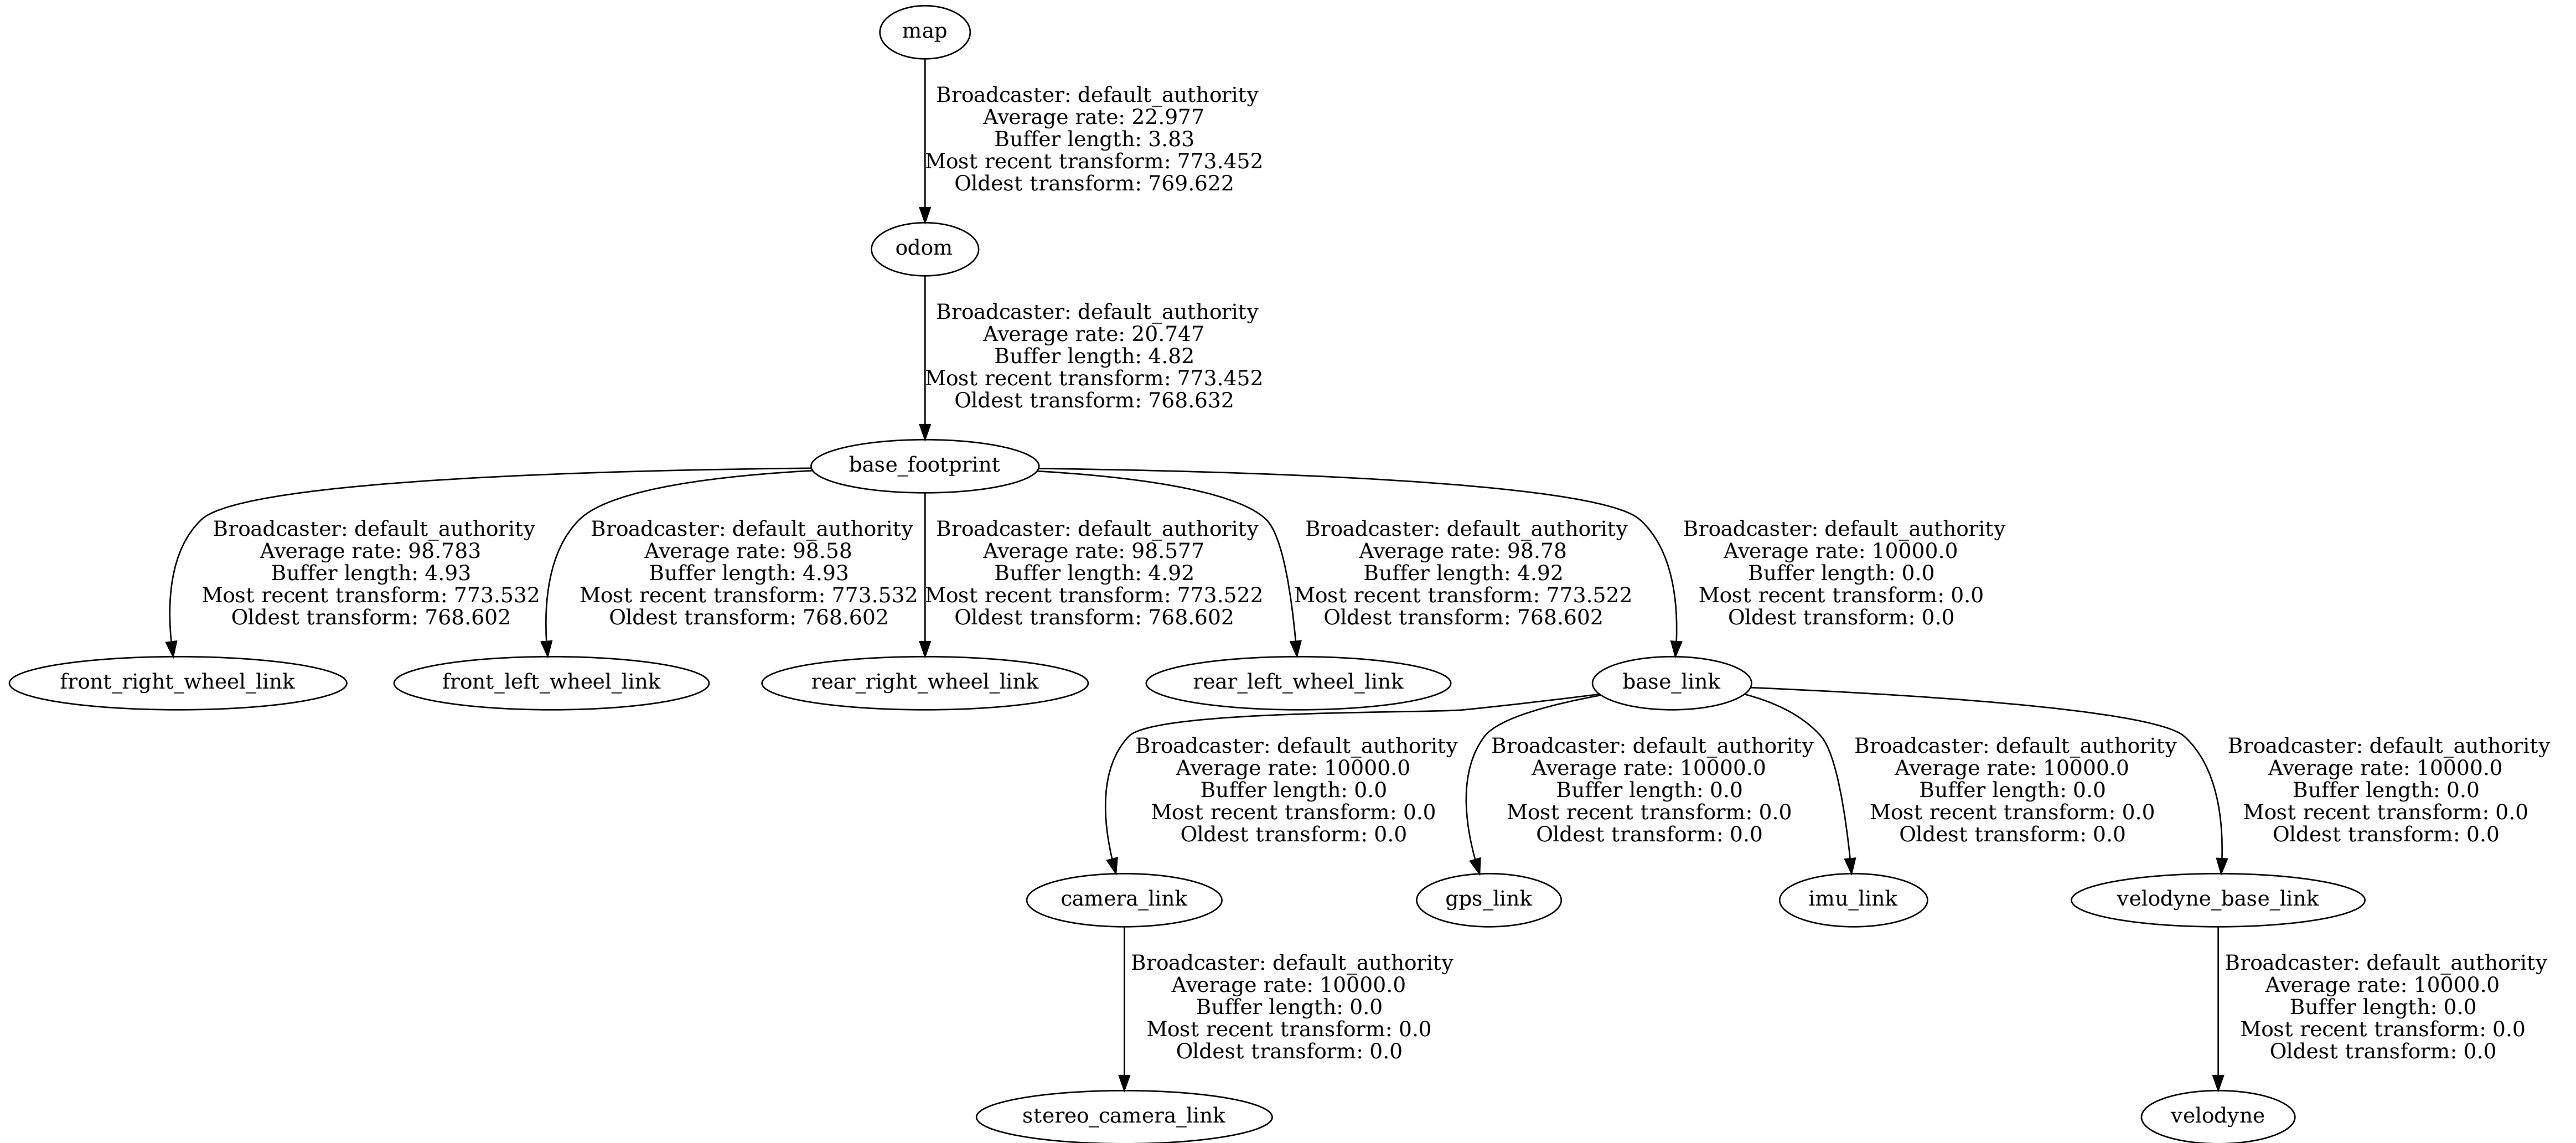 map
Broadcaster: default_authority
Average rate: 22.977
Buffer length: 3.83
Most recent transform: 773.452
Oldest transform: 769.622
odom
Broadcaster: default_authority
Average rate: 20.747
Buffer length: 4.82
Most recent transform: 773.452
Oldest transform: 768.632
base_footprint
Broadcaster: default_authority
Average rate: 98.783
Buffer length: 4.93
Most recent transform: 773.532
Oldest transform: 768.602
Broadcaster: default_authority
Average rate: 98.58
Buffer length: 4.93
Most recent transform: 773.532
Oldest transform: 768.602
Broadcaster: default_authority
Average rate: 98.577
Buffer length: 4.92
Most recent transform: 773.522
Oldest transform: 768.602
Broadcaster: default_authority
Average rate: 98.78
Buffer length: 4.92
Most recent transform: 773.522
Oldest transform: 768.602
Broadcaster: default_authority
Average rate: 10000.0
Buffer length: 0.0
Most recent transform: 0.0
Oldest transform: 0.0
front_right_wheel_link
front_left_wheel_link
rear_right_wheel_link
rear_left_wheel_link
base_link
Broadcaster: default_authority
Average rate: 10000.0
Buffer length: 0.0
Most recent transform: 0.0
Oldest transform: 0.0
Broadcaster: default_authority
Average rate: 10000.0
Buffer length: 0.0
Most recent transform: 0.0
Oldest transform: 0.0
Broadcaster: default_authority
Average rate: 10000.0
Buffer length: 0.0
Most recent transform: 0.0
Oldest transform: 0.0
Broadcaster: default_authority
Average rate: 10000.0
Buffer length: 0.0
Most recent transform: 0.0
Oldest transform: 0.0
camera_link
gps_link
imu_link
velodyne_base_link
Broadcaster: default_authority
Average rate: 10000.0
Buffer length: 0.0
Most recent transform: 0.0
Oldest transform: 0.0
Broadcaster: default_authority
Average rate: 10000.0
Buffer length: 0.0
Most recent transform: 0.0
Oldest transform: 0.0
stereo_camera_link
velodyne